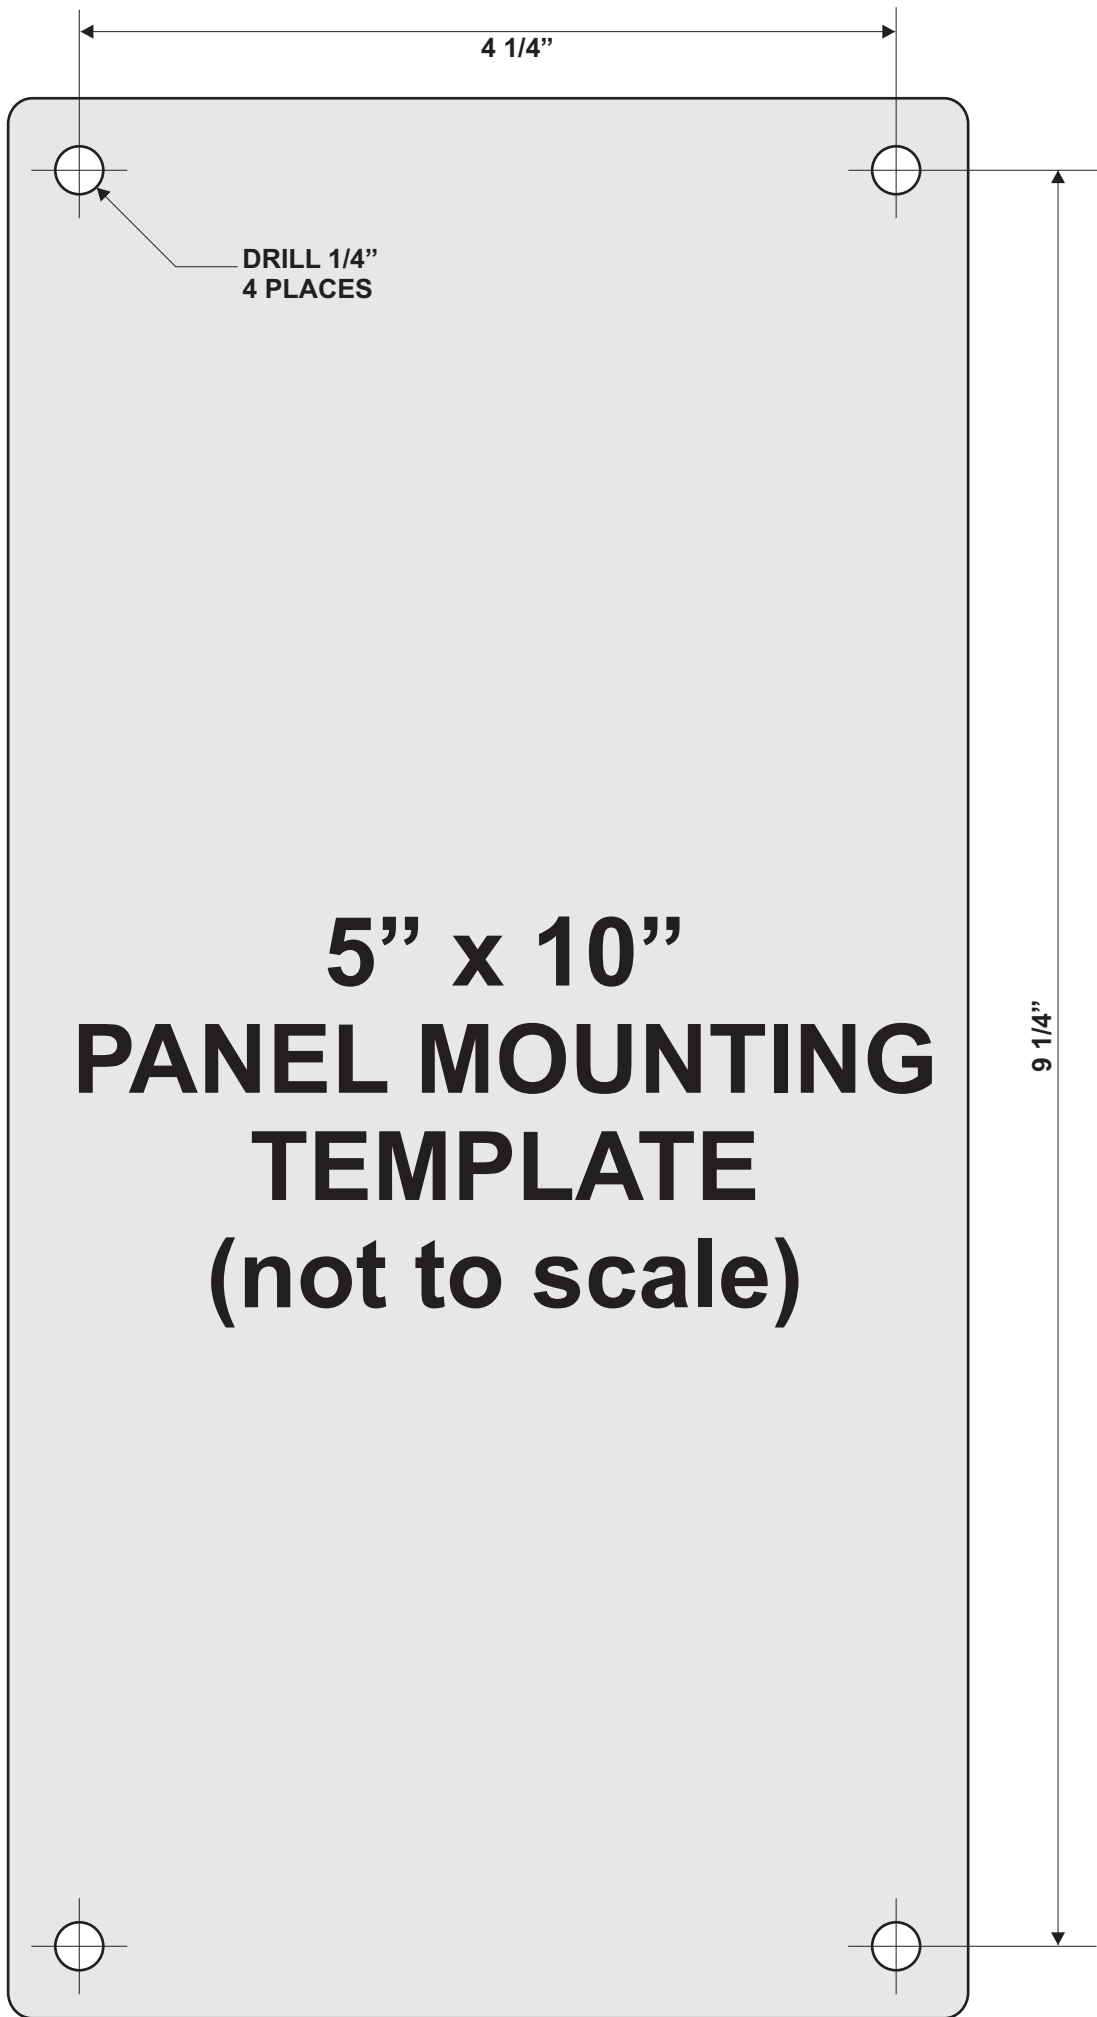 4 1/4”
DRILL 1/4”
4 PLACES
5” x 10”
PANEL MOUNTING
TEMPLATE
(not to scale)
9 1/4”